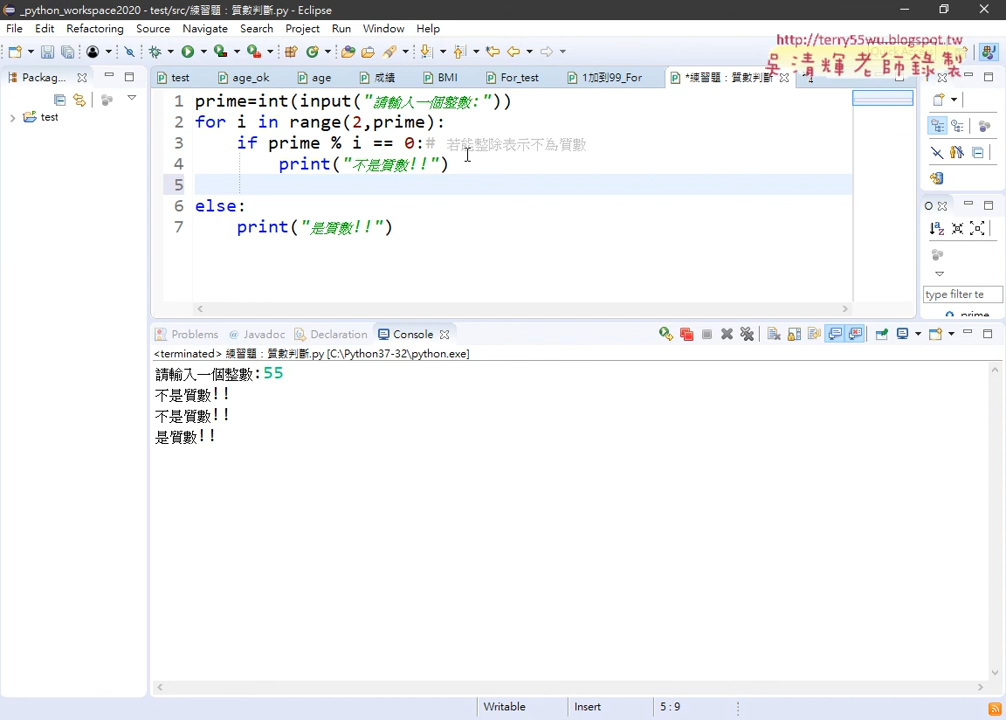 _python_workspace2020 - test/src/練習題：質數判斷.py - Eclipse
File Edit Refactoring Source Navigate Search Project Run Window Help
http://terry55wu.blogspot.tw
吳清輝老師錄製
Packag...
test age_ok age 成績 BMI For_test 1加到99_For *練習題：質數判斷
test
1 prime=int(input("請輸入一個整數:"))
2 for i in range(2,prime):
3 if prime % i == 0:# 若能整除表示不為質數
4 print("不是質數!!")
5
6 else:
7 print("是質數!!")
type filter te
prime
Problems Javadoc Declaration Console
<terminated> 練習題：質數判斷.py [C:\Python37-32\python.exe]
請輸入一個整數:55
不是質數!!
不是質數!!
是質數!!
Writable Insert 5 : 9